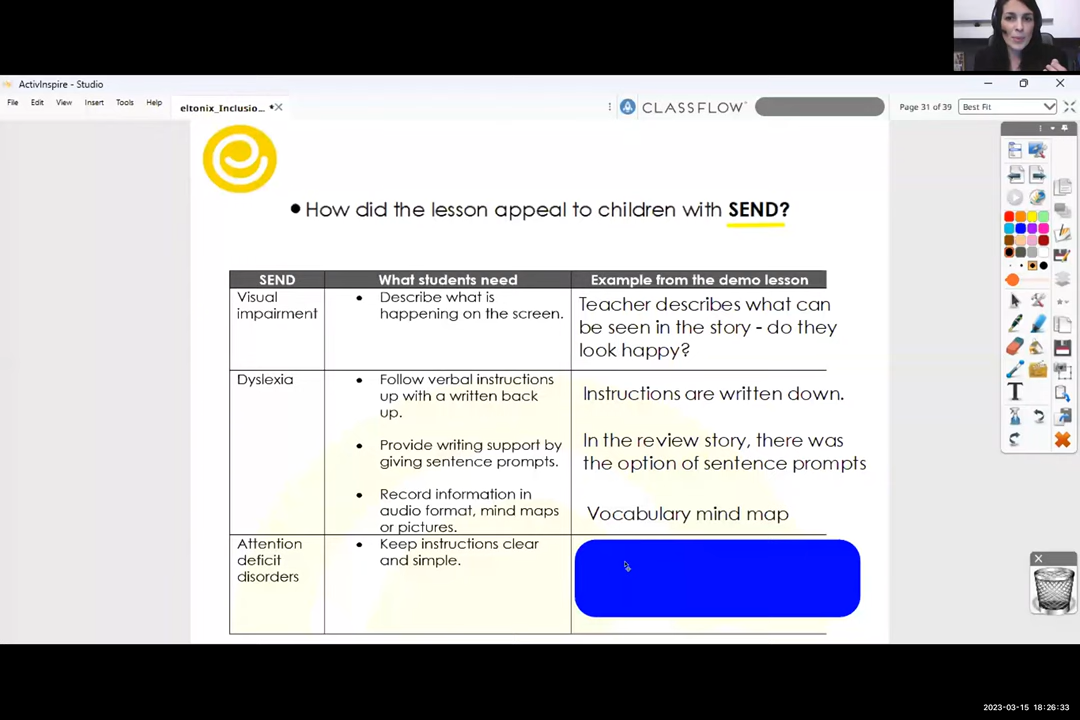 ActivInspire - Studio
File Edit View Insert Tools Help
eltonix_Inclusio... *
CLASSFLOW
Page 31 of 39
Best Fit
• How did the lesson appeal to children with SEND?
SEND
What students need
Example from the demo lesson
Visual
impairment
• Describe what is
happening on the screen.
Teacher describes what can
be seen in the story - do they
look happy?
Dyslexia
• Follow verbal instructions
up with a written back
up.
• Provide writing support by
giving sentence prompts.
• Record information in
audio format, mind maps
or pictures.
Instructions are written down.
In the review story, there was
the option of sentence prompts
Vocabulary mind map
Attention
deficit
disorders
• Keep instructions clear
and simple.
2023-03-15 18:26:33